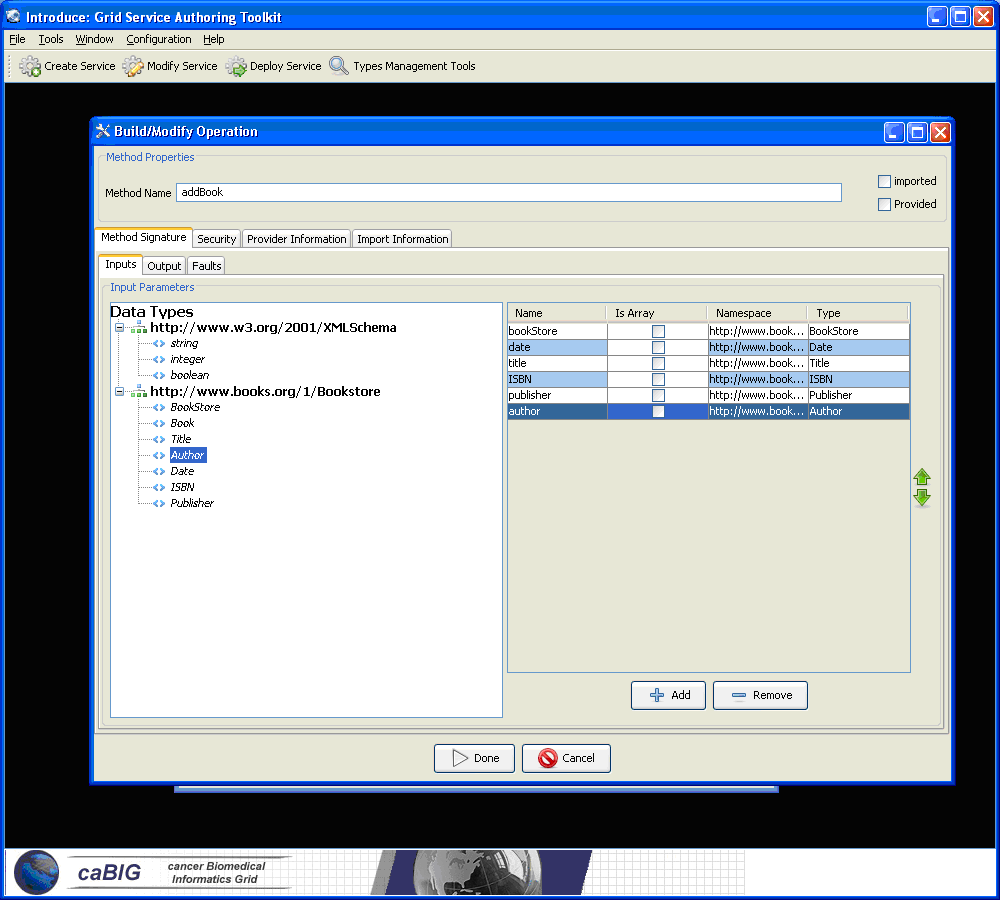 Introduce: Grid Service Authoring Toolkit
File Tools Window Configuration Help
Create Service Modify Service Deploy Service Types Management Tools
Build/Modify Operation
Method Properties
Method Name addBook
imported
Provided
Method Signature Security Provider Information Import Information
Inputs Output Faults
Input Parameters
Data Types
http://www.w3.org/2001/XMLSchema
string
integer
boolean
http://www.books.org/1/Bookstore
BookStore
Book
Title
Author
Date
ISBN
Publisher
Name Is Array Namespace Type
bookStore http://www.book... BookStore
date http://www.book... Date
title http://www.book... Title
ISBN http://www.book... ISBN
publisher http://www.book... Publisher
author http://www.book... Author
Add Remove
Done Cancel
caBIG cancer Biomedical
Informatics Grid